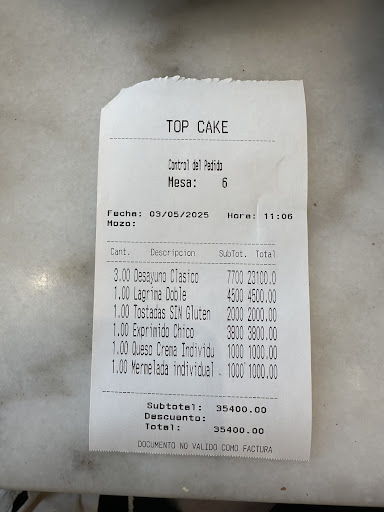 TOP CAKE
Control del Pedido
Mesa: 6
Fecha: 03/05/2025 Hora: 11:06
Mozo:
Cant. Descripcion SubTot. Total
3.00 Desayuno Clasico 7700 23100.0
1.00 Lagrima Doble 4500 4500.00
1.00 Tostadas SIN Gluten 2000 2000.00
1.00 Exprimido Chico 3800 3800.00
1.00 Queso Crema Individu 1000 1000.00
1.00 Mermelada individual 1000 1000.00
Subtotal: 35400.00
Descuento:
Total: 35400.00
DOCUMENTO NO VALIDO COMO FACTURA